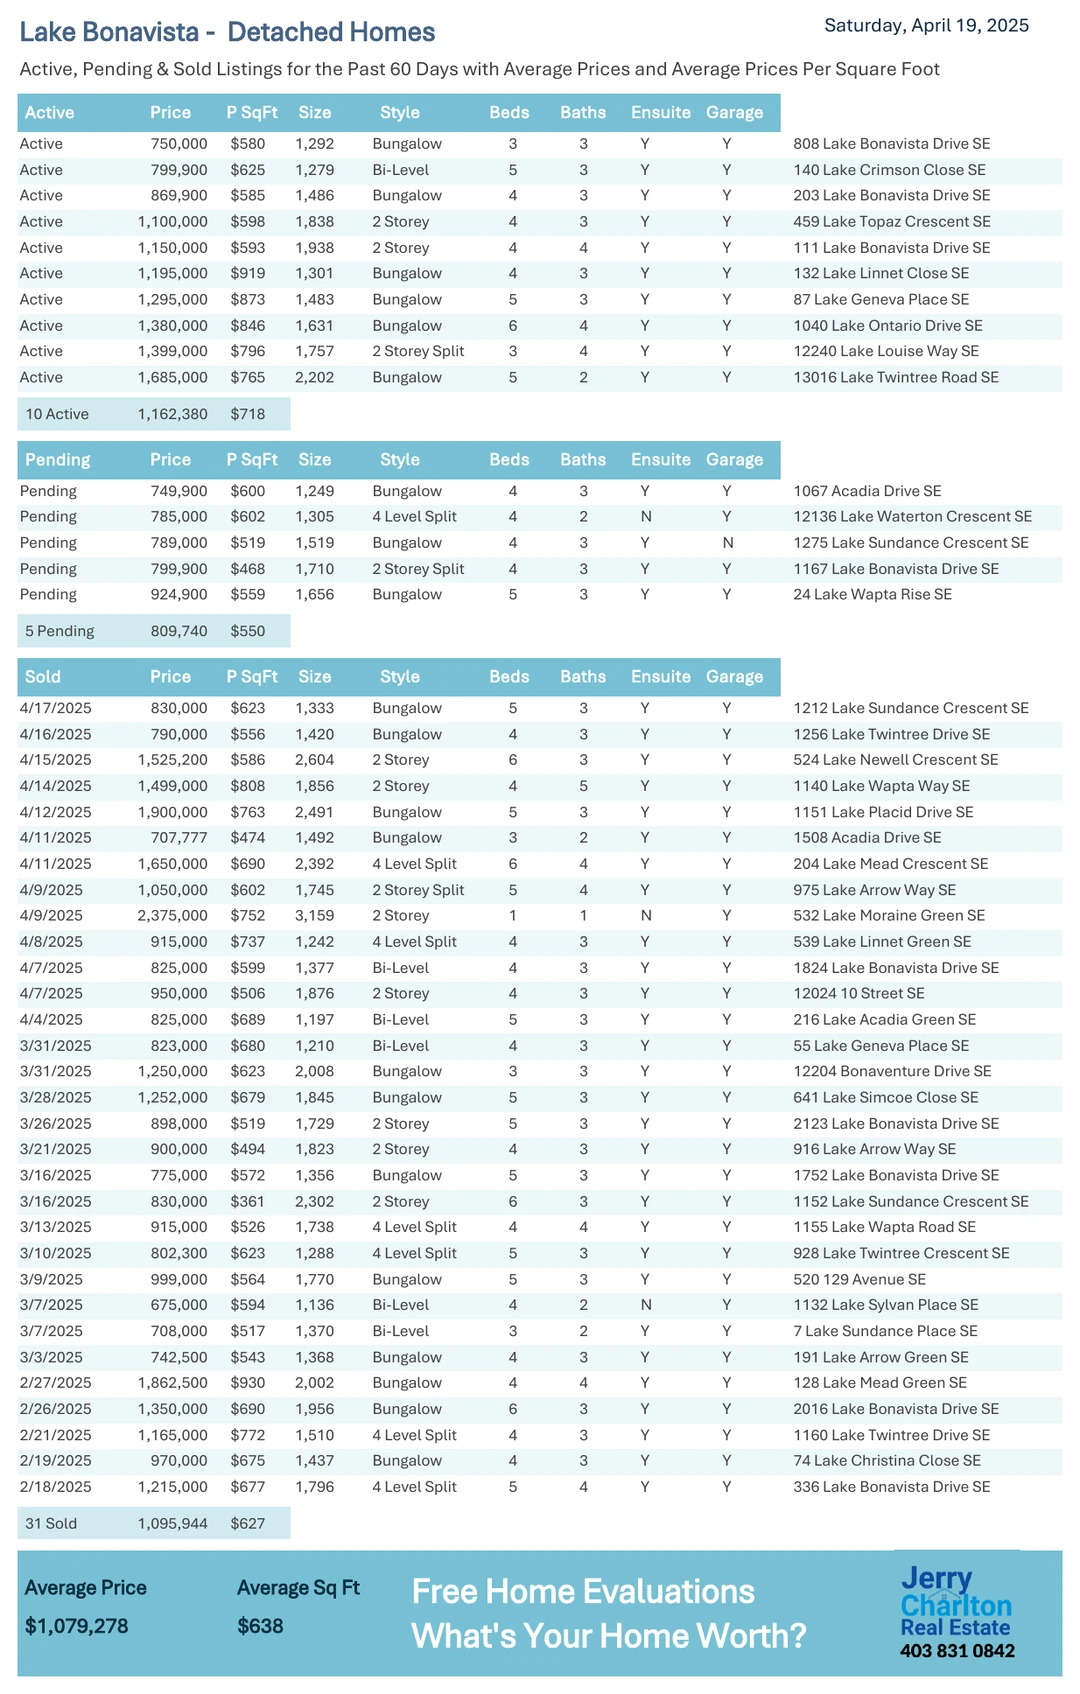 Lake Bonavista - Detached Homes
Saturday, April 19, 2025
Active, Pending & Sold Listings for the Past 60 Days with Average Prices and Average Prices Per Square Foot
Active Price P SqFt Size Style Beds Baths Ensuite Garage
Active 750,000 $580 1,292 Bungalow 3 3 Y Y 808 Lake Bonavista Drive SE
Active 799,900 $625 1,279 Bi-Level 5 3 Y Y 140 Lake Crimson Close SE
Active 869,900 $585 1,486 Bungalow 4 3 Y Y 203 Lake Bonavista Drive SE
Active 1,100,000 $598 1,838 2 Storey 4 3 Y Y 459 Lake Topaz Crescent SE
Active 1,150,000 $593 1,938 2 Storey 4 4 Y Y 111 Lake Bonavista Drive SE
Active 1,195,000 $919 1,301 Bungalow 4 3 Y Y 132 Lake Linnet Close SE
Active 1,295,000 $873 1,483 Bungalow 5 3 Y Y 87 Lake Geneva Place SE
Active 1,380,000 $846 1,631 Bungalow 6 4 Y Y 1040 Lake Ontario Drive SE
Active 1,399,000 $796 1,757 2 Storey Split 3 4 Y Y 12240 Lake Louise Way SE
Active 1,685,000 $765 2,202 Bungalow 5 2 Y Y 13016 Lake Twintree Road SE
10 Active 1,162,380 $718
Pending Price P SqFt Size Style Beds Baths Ensuite Garage
Pending 749,900 $600 1,249 Bungalow 4 3 Y Y 1067 Acadia Drive SE
Pending 785,000 $602 1,305 4 Level Split 4 2 N Y 12136 Lake Waterton Crescent SE
Pending 789,000 $519 1,519 Bungalow 4 3 Y N 1275 Lake Sundance Crescent SE
Pending 799,900 $468 1,710 2 Storey Split 4 3 Y Y 1167 Lake Bonavista Drive SE
Pending 924,900 $559 1,656 Bungalow 5 3 Y Y 24 Lake Wapta Rise SE
5 Pending 809,740 $550
Sold Price P SqFt Size Style Beds Baths Ensuite Garage
4/17/2025 830,000 $623 1,333 Bungalow 5 3 Y Y 1212 Lake Sundance Crescent SE
4/16/2025 790,000 $556 1,420 Bungalow 4 3 Y Y 1256 Lake Twintree Drive SE
4/15/2025 1,525,200 $586 2,604 2 Storey 6 3 Y Y 524 Lake Newell Crescent SE
4/14/2025 1,499,000 $808 1,856 2 Storey 4 5 Y Y 1140 Lake Wapta Way SE
4/12/2025 1,900,000 $763 2,491 Bungalow 5 3 Y Y 1151 Lake Placid Drive SE
4/11/2025 707,777 $474 1,492 Bungalow 3 2 Y Y 1508 Acadia Drive SE
4/11/2025 1,650,000 $690 2,392 4 Level Split 6 4 Y Y 204 Lake Mead Crescent SE
4/9/2025 1,050,000 $602 1,745 2 Storey Split 5 4 Y Y 975 Lake Arrow Way SE
4/9/2025 2,375,000 $752 3,159 2 Storey 1 1 N Y 532 Lake Moraine Green SE
4/8/2025 915,000 $737 1,242 4 Level Split 4 3 Y Y 539 Lake Linnet Green SE
4/7/2025 825,000 $599 1,377 Bi-Level 4 3 Y Y 1824 Lake Bonavista Drive SE
4/7/2025 950,000 $506 1,876 2 Storey 4 3 Y Y 12024 10 Street SE
4/4/2025 825,000 $689 1,197 Bi-Level 5 3 Y Y 216 Lake Acadia Green SE
3/31/2025 823,000 $680 1,210 Bi-Level 4 3 Y Y 55 Lake Geneva Place SE
3/31/2025 1,250,000 $623 2,008 Bungalow 3 3 Y Y 12204 Bonaventure Drive SE
3/28/2025 1,252,000 $679 1,845 Bungalow 5 3 Y Y 641 Lake Simcoe Close SE
3/26/2025 898,000 $519 1,729 2 Storey 5 3 Y Y 2123 Lake Bonavista Drive SE
3/21/2025 900,000 $494 1,823 2 Storey 4 3 Y Y 916 Lake Arrow Way SE
3/16/2025 775,000 $572 1,356 Bungalow 5 3 Y Y 1752 Lake Bonavista Drive SE
3/16/2025 830,000 $361 2,302 2 Storey 6 3 Y Y 1152 Lake Sundance Crescent SE
3/13/2025 915,000 $526 1,738 4 Level Split 4 4 Y Y 1155 Lake Wapta Road SE
3/10/2025 802,300 $623 1,288 4 Level Split 5 3 Y Y 928 Lake Twintree Crescent SE
3/9/2025 999,000 $564 1,770 Bungalow 5 3 Y Y 520 129 Avenue SE
3/7/2025 675,000 $594 1,136 Bi-Level 4 2 N Y 1132 Lake Sylvan Place SE
3/7/2025 708,000 $517 1,370 Bi-Level 3 2 Y Y 7 Lake Sundance Place SE
3/3/2025 742,500 $543 1,368 Bungalow 4 3 Y Y 191 Lake Arrow Green SE
2/27/2025 1,862,500 $930 2,002 Bungalow 4 4 Y Y 128 Lake Mead Green SE
2/26/2025 1,350,000 $690 1,956 Bungalow 6 3 Y Y 2016 Lake Bonavista Drive SE
2/21/2025 1,165,000 $772 1,510 4 Level Split 4 3 Y Y 1160 Lake Twintree Drive SE
2/19/2025 970,000 $675 1,437 Bungalow 4 3 Y Y 74 Lake Christina Close SE
2/18/2025 1,215,000 $677 1,796 4 Level Split 5 4 Y Y 336 Lake Bonavista Drive SE
31 Sold 1,095,944 $627
Average Price Average Sq Ft
$1,079,278 $638
Free Home Evaluations
What's Your Home Worth?
Jerry
Charlton
Real Estate
403 831 0842